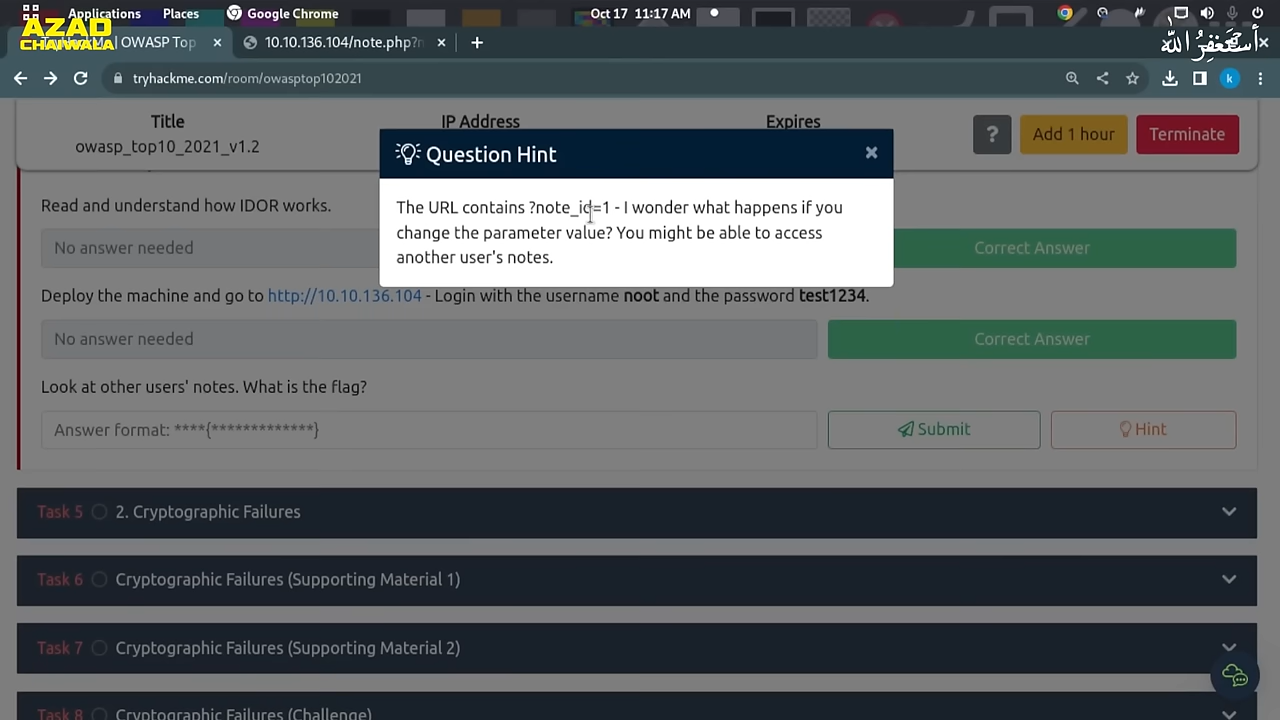 Applications Places Google Chrome Oct 17 11:17 AM
AZAD
CHAIWALA
OWASP Top
10.10.136.104/note.php?n
أستغفر الله
tryhackme.com/room/owasptop102021
k
Title IP Address Expires
owasp_top10_2021_v1.2
? Add 1 hour Terminate
Question Hint
The URL contains ?note_id=1 - I wonder what happens if you
change the parameter value? You might be able to access
another user's notes.
Read and understand how IDOR works.
No answer needed Correct Answer
Deploy the machine and go to http://10.10.136.104 - Login with the username noot and the password test1234.
No answer needed Correct Answer
Look at other users' notes. What is the flag?
Answer format: ****{*************} Submit Hint
Task 5 2. Cryptographic Failures
Task 6 Cryptographic Failures (Supporting Material 1)
Task 7 Cryptographic Failures (Supporting Material 2)
Task 8 Cryptographic Failures (Challenge)